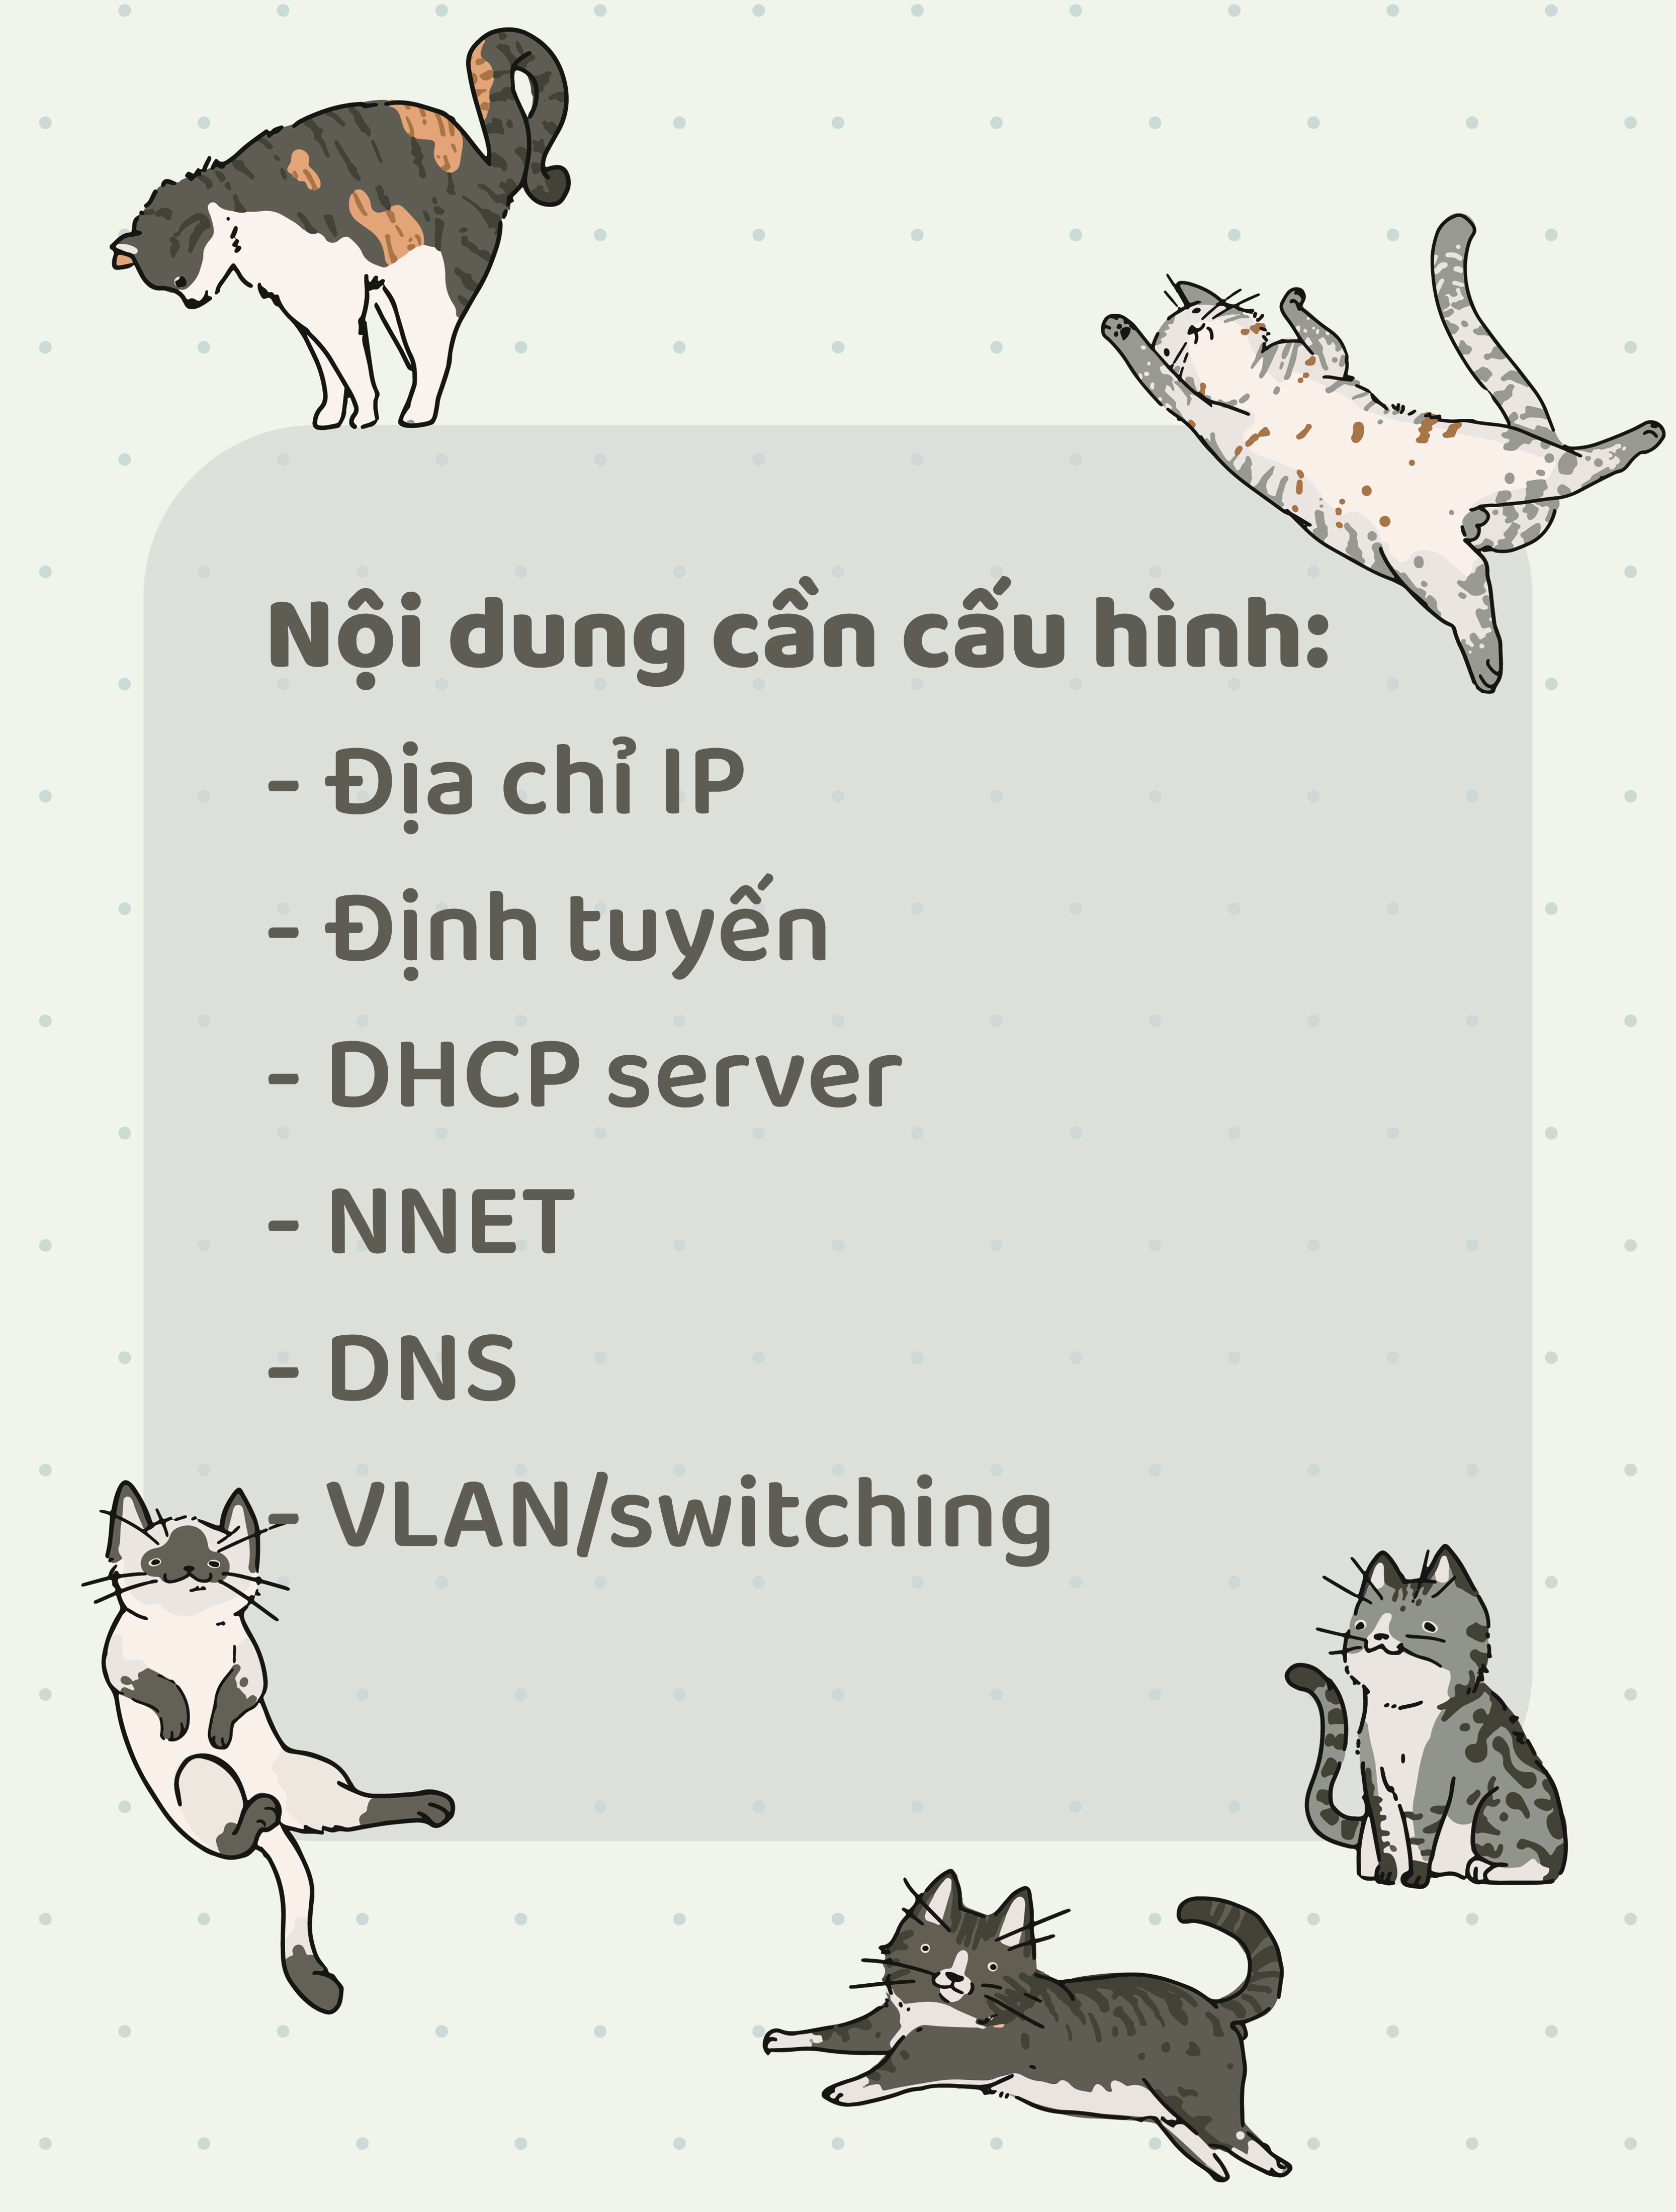 Nội dung cần cấu hình:
- Địa chỉ IP
- Định tuyến
- DHCP server
- NNET
- DNS
- VLAN/switching